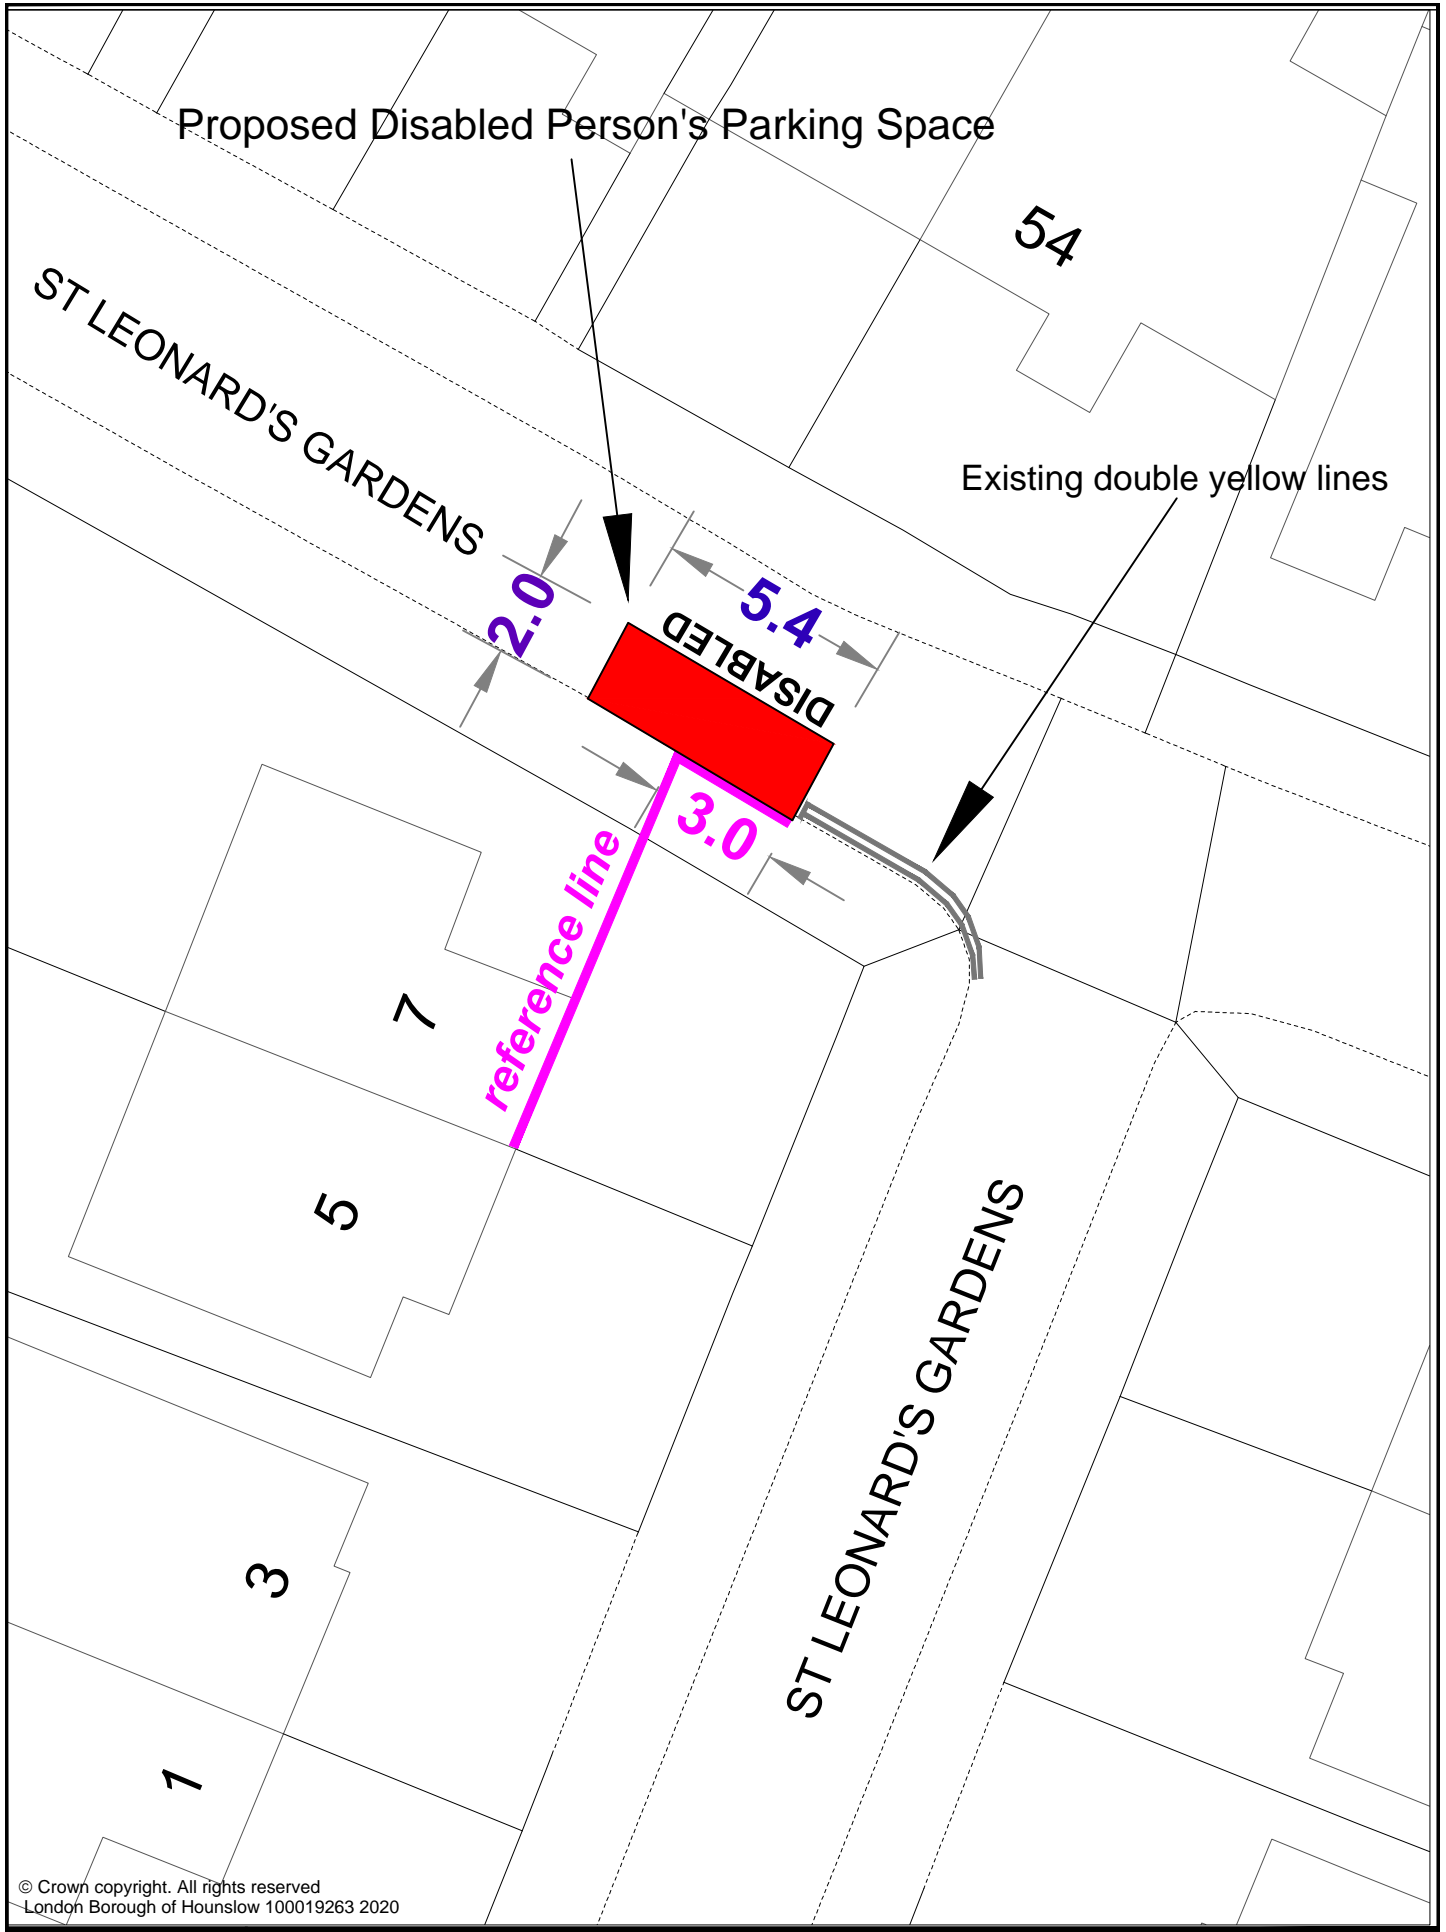 Proposed Disabled Person's Parking Space
54
ST LEONARD'S GARDENS
Existing double yellow lines
5.4
2.0
DISABLED
3.0
reference line
7
5
ST LEONARD'S GARDENS
3
1
© Crown copyright. All rights reserved
London Borough of Hounslow 100019263 2020